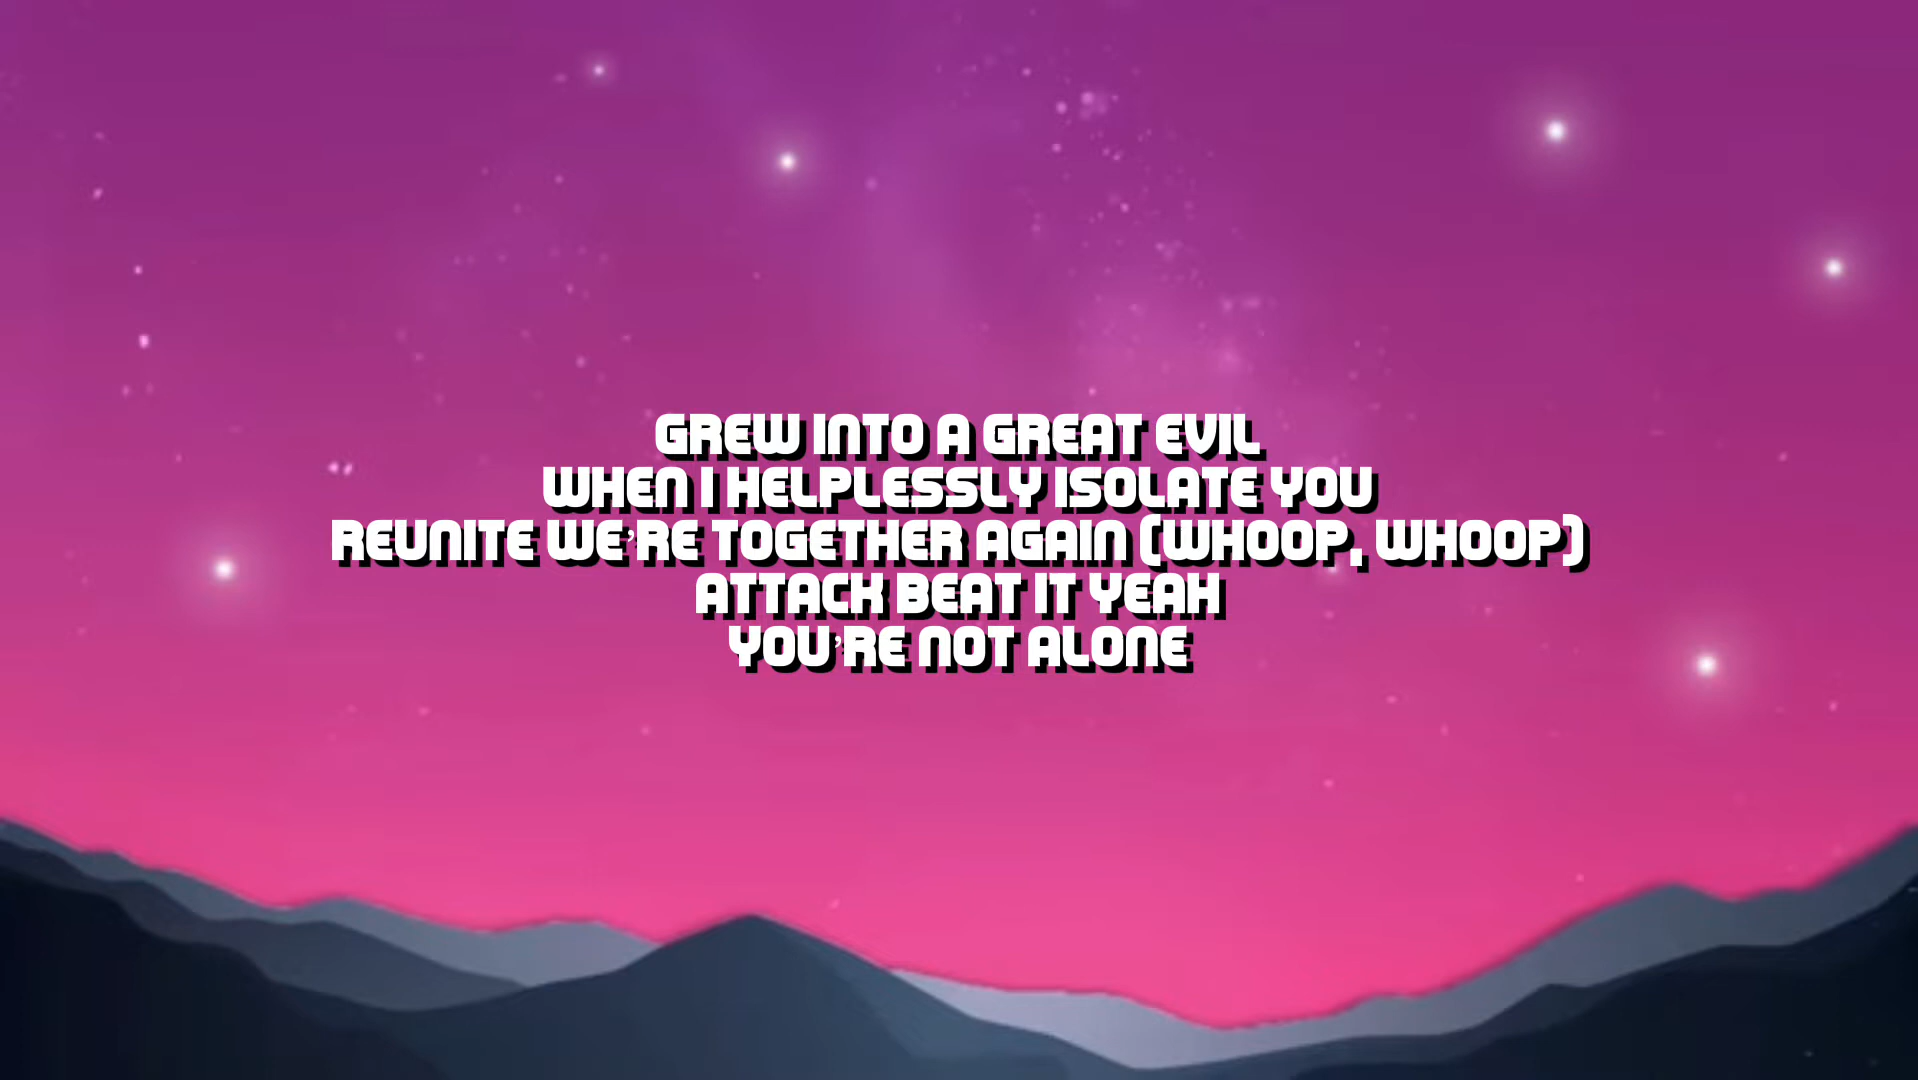 GREW INTO A GREAT EVIL
WHEN I HELPLESSLY ISOLATE YOU
REUNITE WE'RE TOGETHER AGAIN (WHOOP, WHOOP)
ATTACK BEAT IT YEAH
YOU'RE NOT ALONE